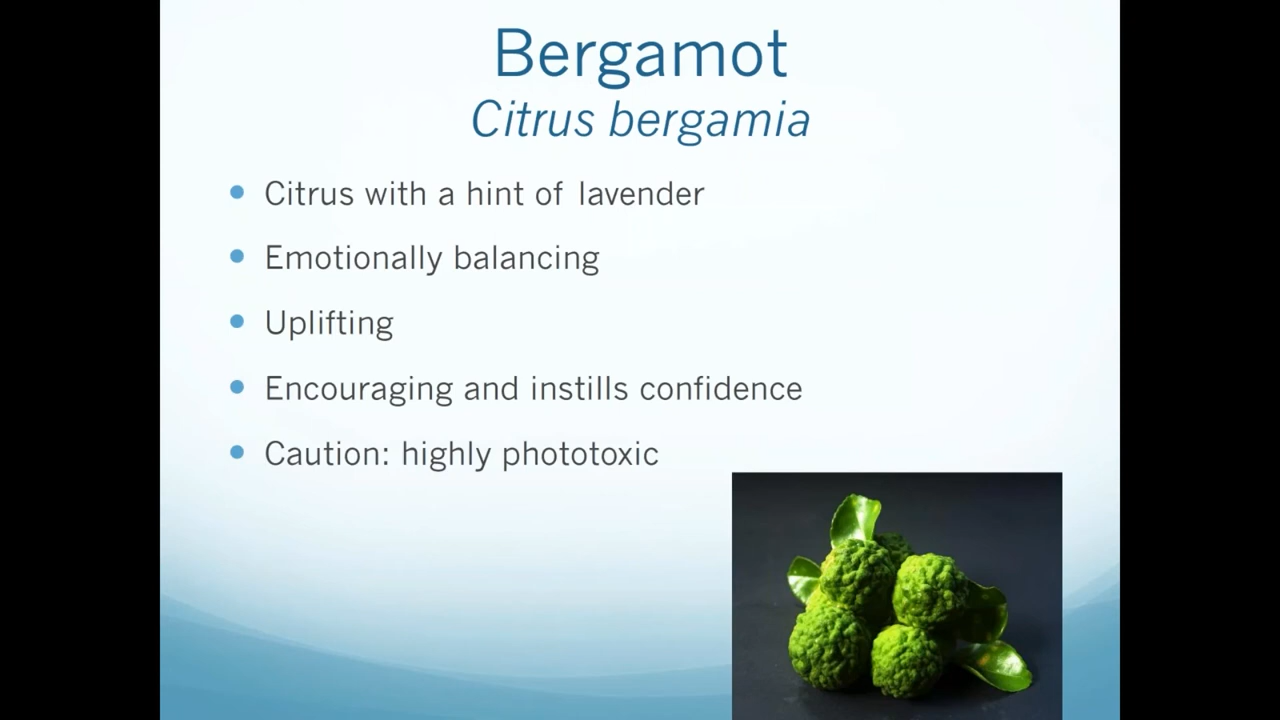 Bergamot
Citrus bergamia
• Citrus with a hint of lavender
• Emotionally balancing
• Uplifting
• Encouraging and instills confidence
• Caution: highly phototoxic